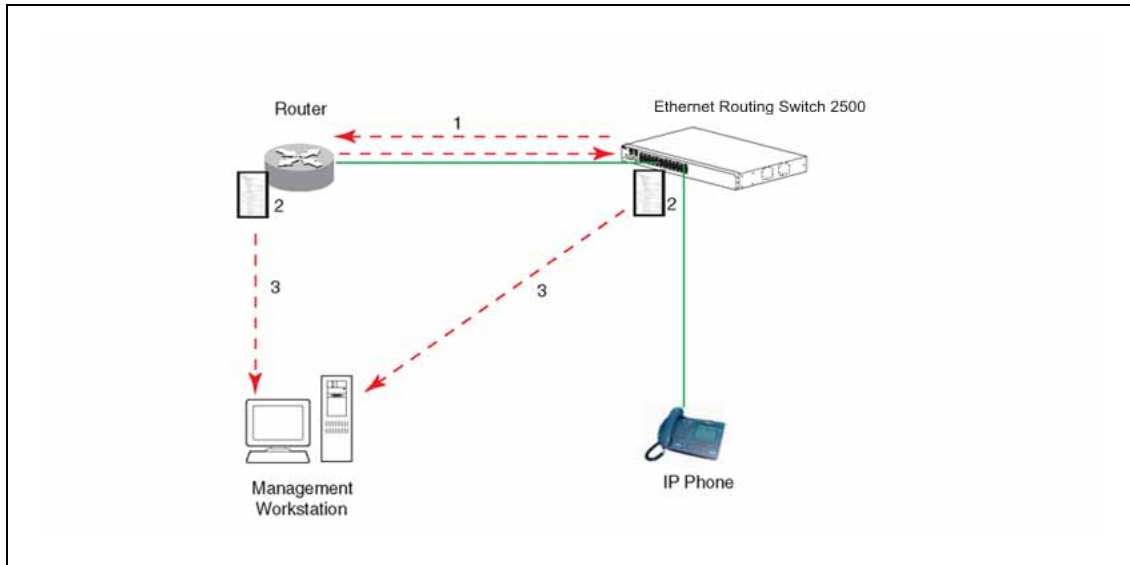 Router
Ethernet Routing Switch 2500
1
2
2
3
3
Management
Workstation
IP Phone